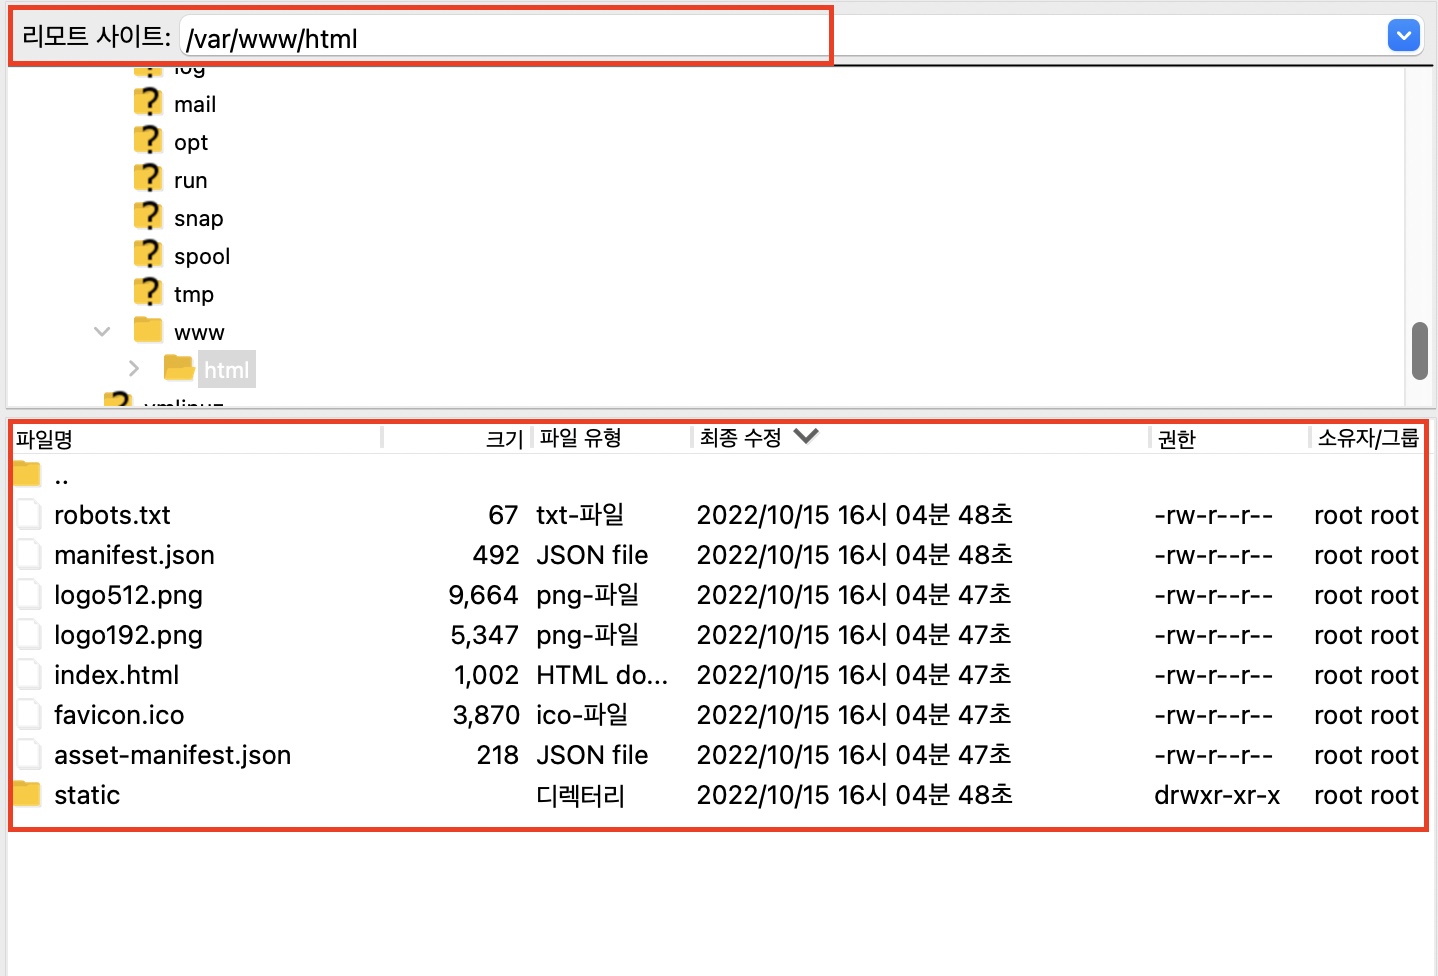 리모트 사이트: /var/www/html
log
mail
opt
run
snap
spool
tmp
www
html
vmlinuz
파일명 크기 파일 유형 최종 수정 권한 소유자/그룹
..
robots.txt 67 txt-파일 2022/10/15 16시 04분 48초 -rw-r--r-- root root
manifest.json 492 JSON file 2022/10/15 16시 04분 48초 -rw-r--r-- root root
logo512.png 9,664 png-파일 2022/10/15 16시 04분 47초 -rw-r--r-- root root
logo192.png 5,347 png-파일 2022/10/15 16시 04분 47초 -rw-r--r-- root root
index.html 1,002 HTML do... 2022/10/15 16시 04분 47초 -rw-r--r-- root root
favicon.ico 3,870 ico-파일 2022/10/15 16시 04분 47초 -rw-r--r-- root root
asset-manifest.json 218 JSON file 2022/10/15 16시 04분 47초 -rw-r--r-- root root
static 디렉터리 2022/10/15 16시 04분 48초 drwxr-xr-x root root